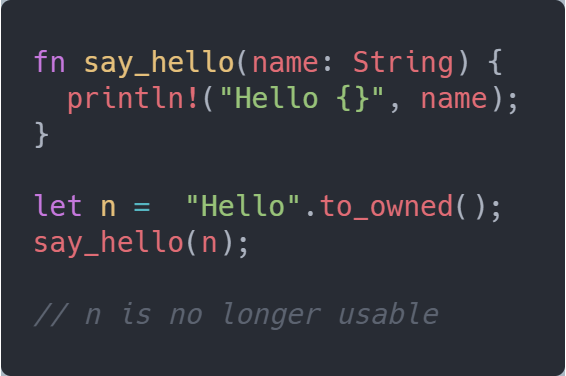 fn say_hello(name: String) {
  println!("Hello {}", name);
}
let n =  "Hello".to_owned();
say_hello(n);
// n is no longer usable